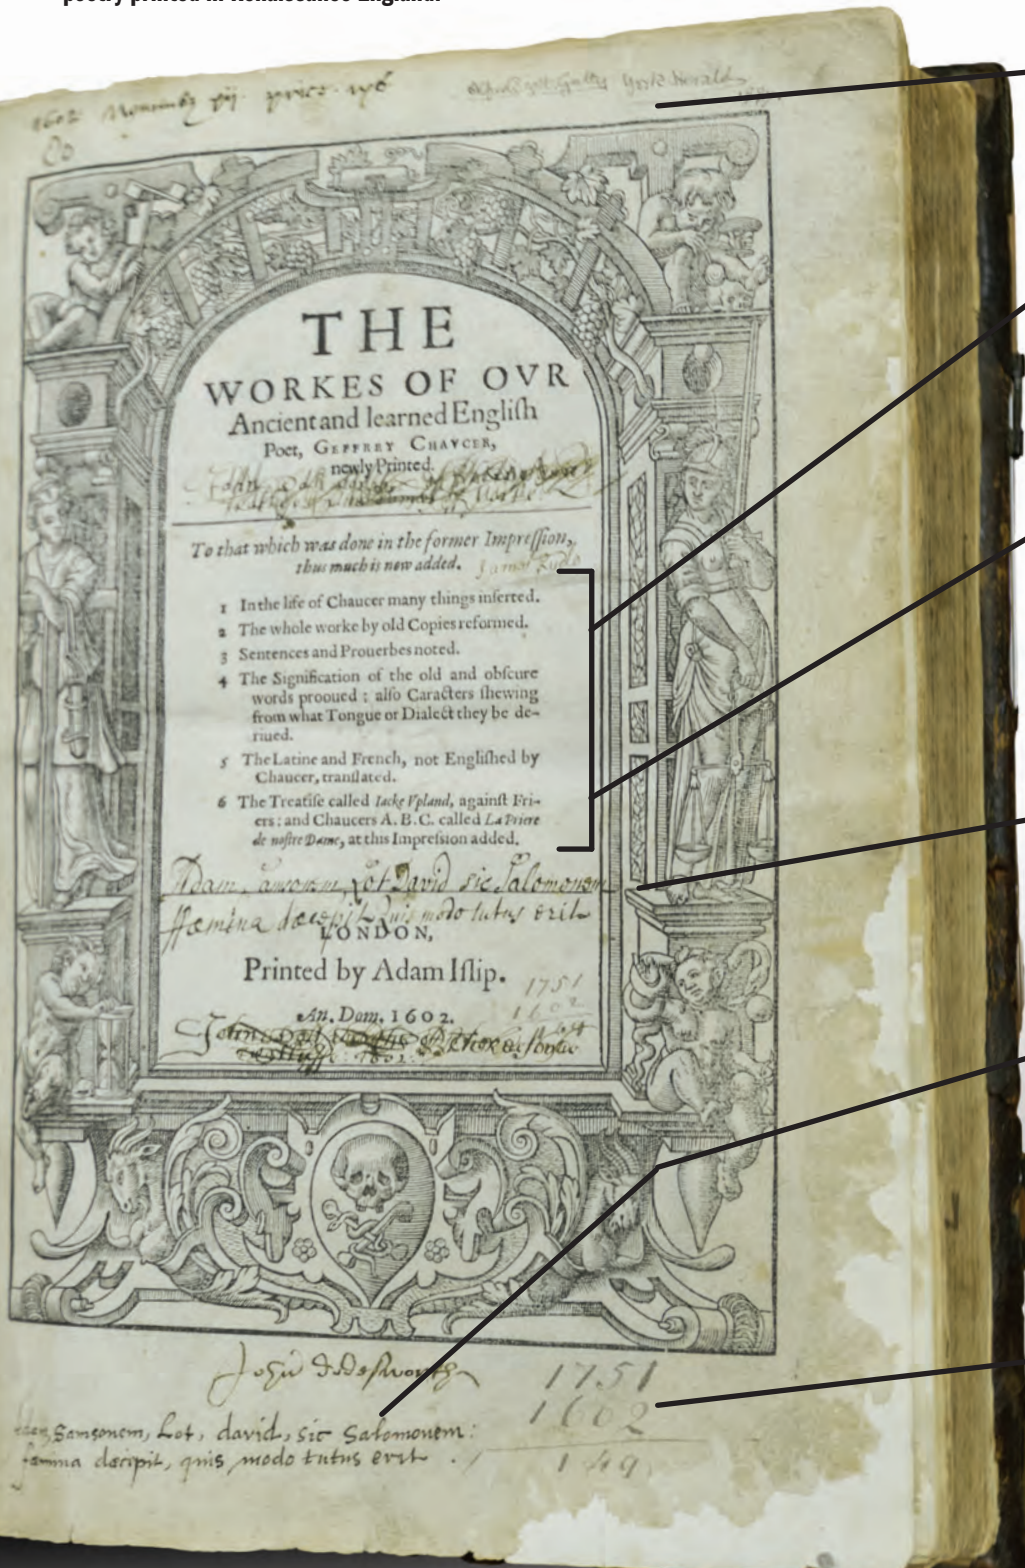 poetry printed in Renaissance England.
1602
THE
WORKES OF OVR
Ancient and learned Engliſh
Poet, GEFFREY CHAVCER,
newly Printed.
To that which was done in the former Impreſſion,
thus much is new added.
1 In the life of Chaucer many things inſerted.
2 The whole worke by old Copies reformed.
3 Sentences and Prouerbes noted.
4 The Signification of the old and obſcure
words prooued: alſo Caracters ſhewing
from what Tongue or Dialect they be de-
riued.
5 The Latine and French, not Engliſhed by
Chaucer, tranſlated.
6 The Treatiſe called Iacke Vpland, againſt Fri-
ers: and Chaucers A.B.C. called La Priere
de noſtre Dame, at this Impreſsion added.
Adam Lot David sic Salomonem
ffemina modo tutus erit
LONDON,
Printed by Adam Iſlip.
1751
1602
An. Dom. 1602.
John
1751
1602
149
Sansonem, Lot, david, sic Salomonem:
decipit, quis modo tutus erit.